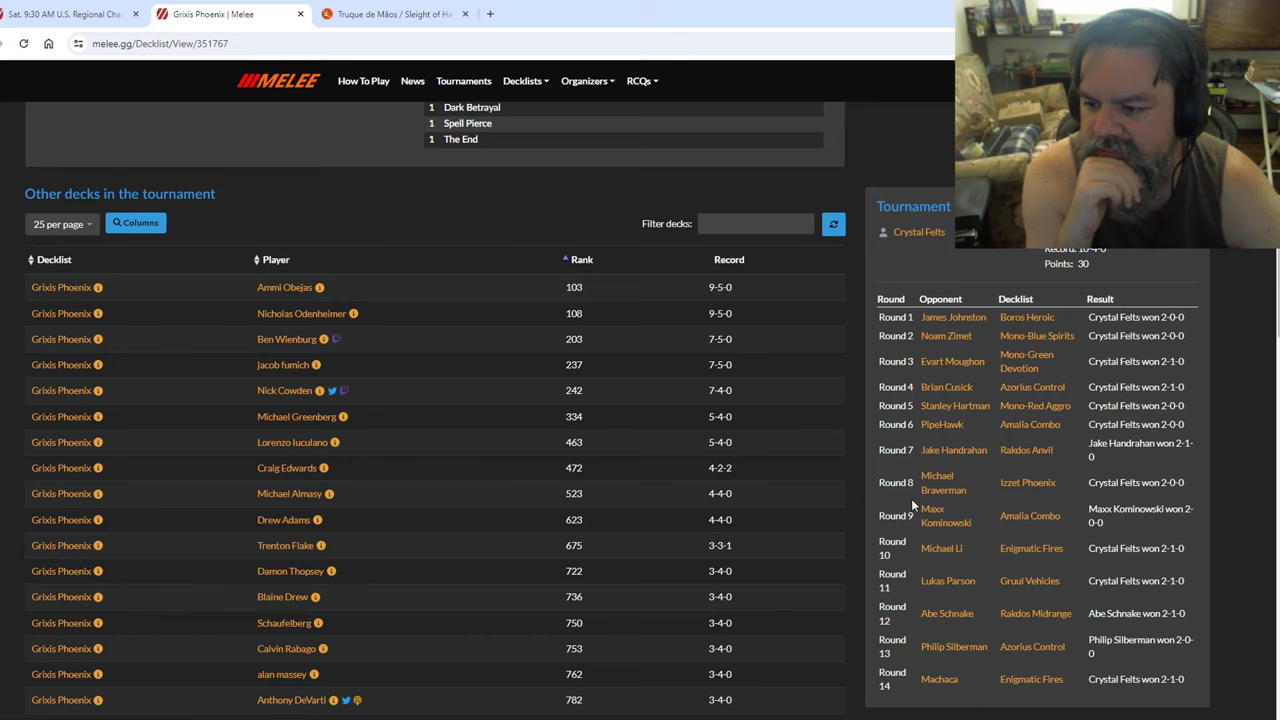 Sat. 9:30 AM U.S. Regional Cha
Grixis Phoenix | Melee
Truque de Mãos / Sleight of Ha
melee.gg/Decklist/View/351767
MELEE
How To Play
News
Tournaments
Decklists
Organizers
RCQs
1 Dark Betrayal
1 Spell Pierce
1 The End
Other decks in the tournament
25 per page
Columns
Filter decks:
Decklist Player Rank Record
Grixis Phoenix Ammi Obejas 103 9-5-0
Grixis Phoenix Nicholas Odenheimer 108 9-5-0
Grixis Phoenix Ben Wienburg 203 7-5-0
Grixis Phoenix jacob fumich 237 7-5-0
Grixis Phoenix Nick Cowden 242 7-4-0
Grixis Phoenix Michael Greenberg 334 5-4-0
Grixis Phoenix Lorenzo Iuculano 463 5-4-0
Grixis Phoenix Craig Edwards 472 4-2-2
Grixis Phoenix Michael Almasy 523 4-4-0
Grixis Phoenix Drew Adams 623 4-4-0
Grixis Phoenix Trenton Flake 675 3-3-1
Grixis Phoenix Damon Thopsey 722 3-4-0
Grixis Phoenix Blaine Drew 736 3-4-0
Grixis Phoenix Schaufelberg 750 3-4-0
Grixis Phoenix Calvin Rabago 753 3-4-0
Grixis Phoenix alan massey 762 3-4-0
Grixis Phoenix Anthony DeVarti 782 3-4-0
Tournament
Crystal Felts
Record: 10-4-0
Points: 30
Round Opponent Decklist Result
Round 1 James Johnston Boros Heroic Crystal Felts won 2-0-0
Round 2 Noam Zimet Mono-Blue Spirits Crystal Felts won 2-0-0
Round 3 Evart Moughon Mono-Green Crystal Felts won 2-1-0
Devotion
Round 4 Brian Cusick Azorius Control Crystal Felts won 2-1-0
Round 5 Stanley Hartman Mono-Red Aggro Crystal Felts won 2-0-0
Round 6 PipeHawk Amalia Combo Crystal Felts won 2-0-0
Round 7 Jake Handrahan Rakdos Anvil Jake Handrahan won 2-1-
0
Round 8 Michael Izzet Phoenix Crystal Felts won 2-0-0
Braverman
Round 9 Maxx Amalia Combo Maxx Kominowski won 2-
Kominowski 0-0
Round Michael Li Enigmatic Fires Crystal Felts won 2-1-0
10
Round Lukas Parson Gruul Vehicles Crystal Felts won 2-1-0
11
Round Abe Schnake Rakdos Midrange Abe Schnake won 2-1-0
12
Round Philip Silberman Azorius Control Philip Silberman won 2-0-
13 0
Round Machaca Enigmatic Fires Crystal Felts won 2-1-0
14